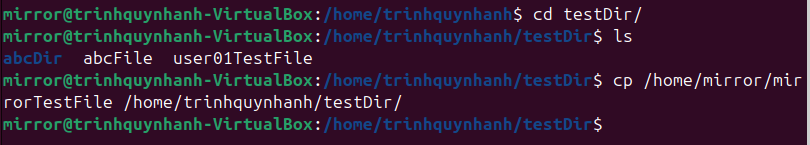 mirror@trinhquynhanh-VirtualBox:/home/trinhquynhanh$ cd testDir/
mirror@trinhquynhanh-VirtualBox:/home/trinhquynhanh/testDir$ ls
abcDir  abcFile  user01TestFile
mirror@trinhquynhanh-VirtualBox:/home/trinhquynhanh/testDir$ cp /home/mirror/mir
rorTestFile /home/trinhquynhanh/testDir/
mirror@trinhquynhanh-VirtualBox:/home/trinhquynhanh/testDir$